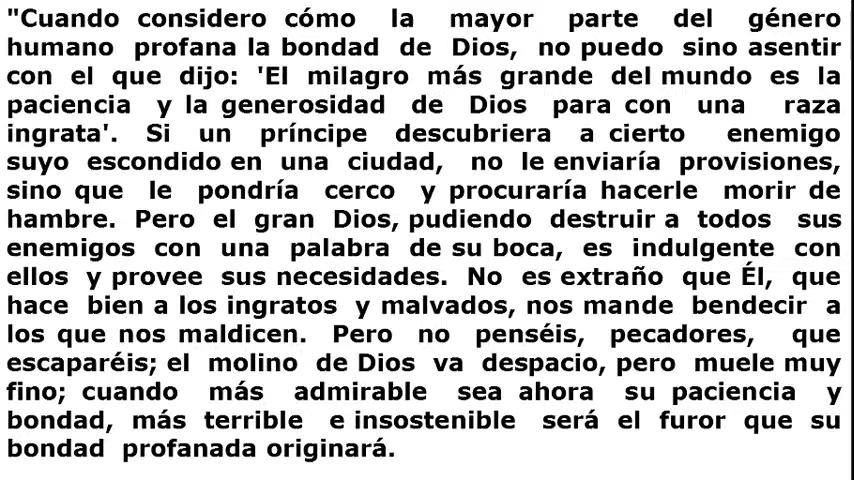 "Cuando considero cómo la mayor parte del género
humano profana la bondad de Dios, no puedo sino asentir
con el que dijo: 'El milagro más grande del mundo es la
paciencia y la generosidad de Dios para con una raza
ingrata'. Si un príncipe descubriera a cierto enemigo
suyo escondido en una ciudad, no le enviaría provisiones,
sino que le pondría cerco y procuraría hacerle morir de
hambre. Pero el gran Dios, pudiendo destruir a todos sus
enemigos con una palabra de su boca, es indulgente con
ellos y provee sus necesidades. No es extraño que Él, que
hace bien a los ingratos y malvados, nos mande bendecir a
los que nos maldicen. Pero no penséis, pecadores, que
escaparéis; el molino de Dios va despacio, pero muele muy
fino; cuando más admirable sea ahora su paciencia y
bondad, más terrible e insostenible será el furor que su
bondad profanada originará.